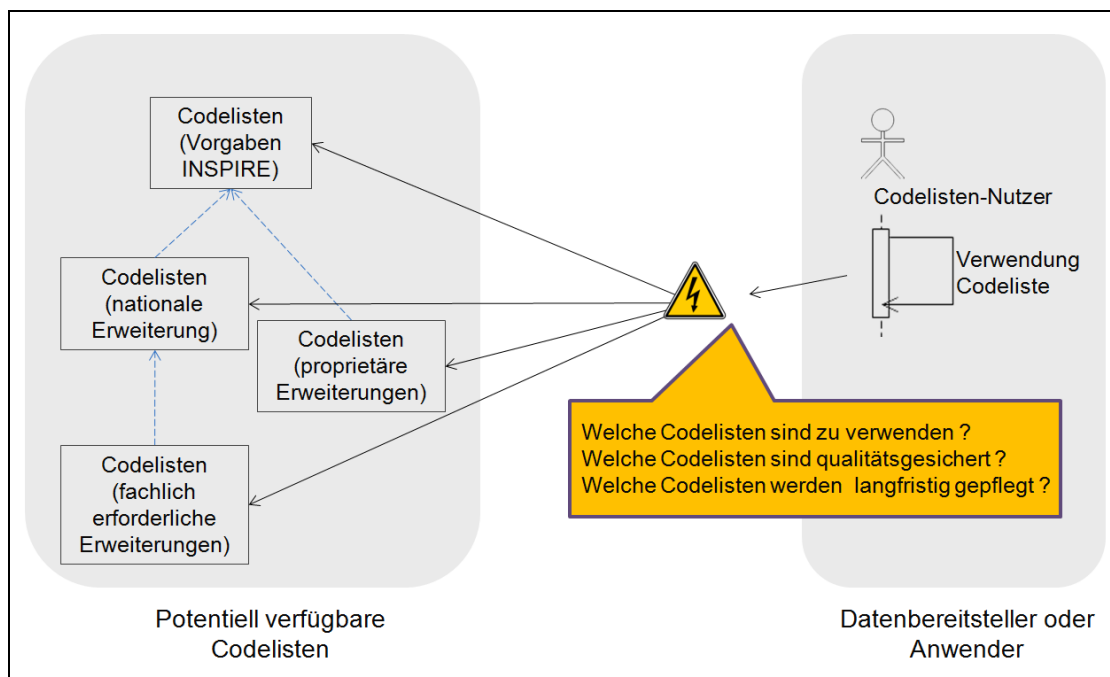 Codelisten
(Vorgaben
INSPIRE)
Codelisten
(nationale
Erweiterung)
Codelisten
(proprietäre
Erweiterungen)
Codelisten
(fachlich
erforderliche
Erweiterungen)
Potentiell verfügbare
Codelisten
Codelisten-Nutzer
Verwendung
Codeliste
Welche Codelisten sind zu verwenden ?
Welche Codelisten sind qualitätsgesichert ?
Welche Codelisten werden langfristig gepflegt ?
Datenbereitsteller oder
Anwender